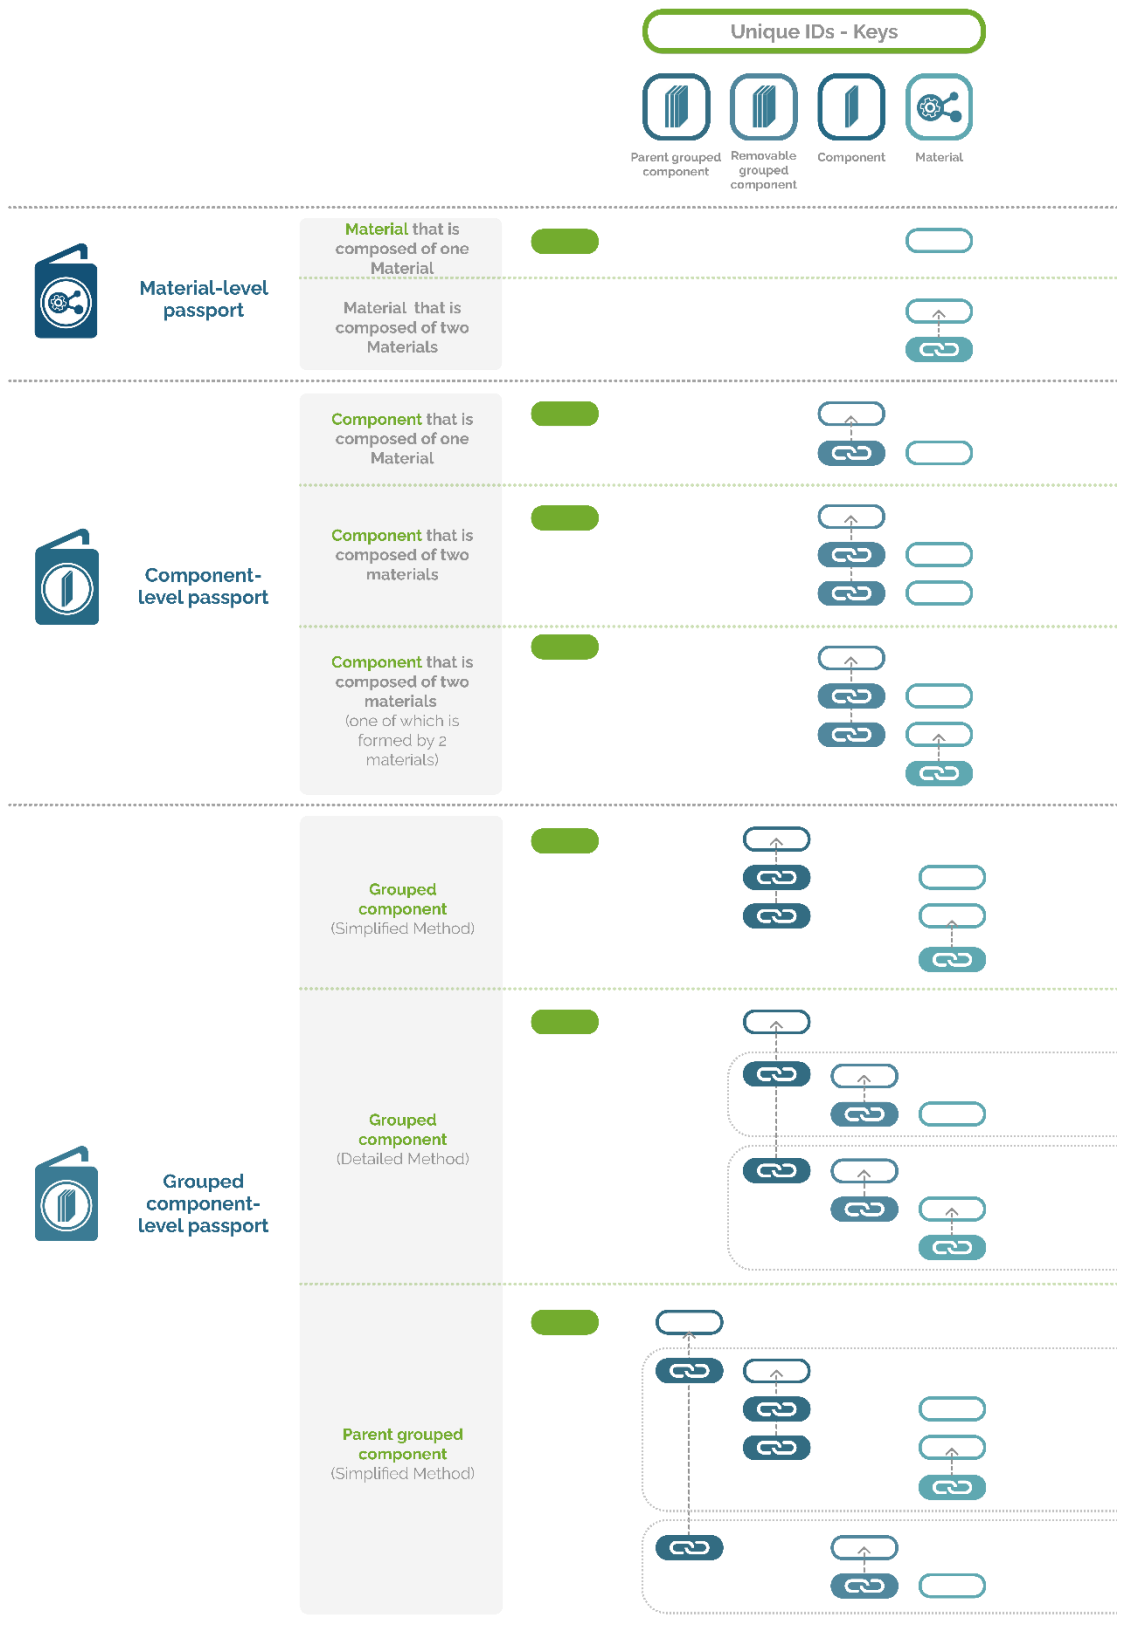 Unique IDs - Keys
Parent grouped
component
Removable
grouped
component
Component
Material
Material-level
passport
Material that is
composed of one
Material
Material that is
composed of two
Materials
Component-
level passport
Component that is
composed of one
Material
Component that is
composed of two
materials
Component that is
composed of two
materials
(one of which is
formed by 2
materials)
Grouped
component-
level passport
Grouped
component
(Simplified Method)
Grouped
component
(Detailed Method)
Parent grouped
component
(Simplified Method)